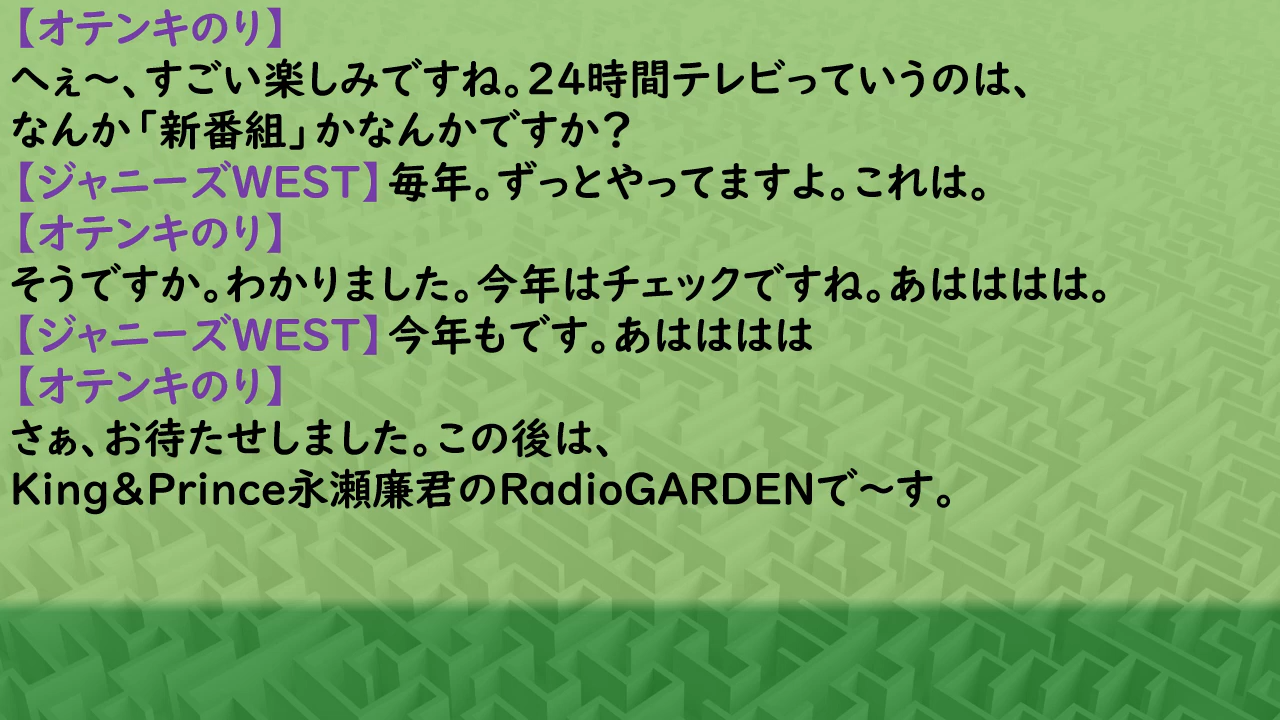 【オテンキのり】
へぇ～、すごい楽しみですね。24時間テレビっていうのは、
なんか「新番組」かなんかですか？
【ジャニーズWEST】毎年。ずっとやってますよ。これは。
【オテンキのり】
そうですか。わかりました。今年はチェックですね。あはははは。
【ジャニーズWEST】今年もです。あはははは
【オテンキのり】
さぁ、お待たせしました。この後は、
King&Prince永瀬廉君のRadioGARDENで～す。